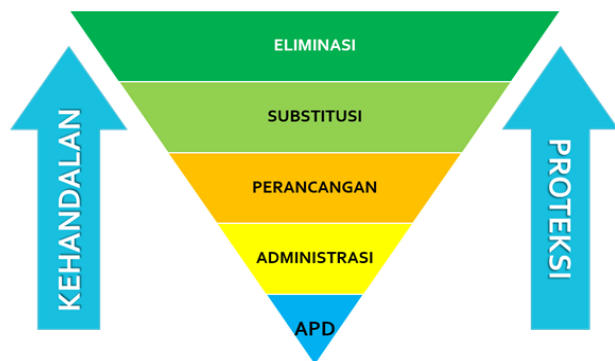 ELIMINASI
SUBSTITUSI
PERANCANGAN
ADMINISTRASI
APD
KEHANDALAN
PROTEKSI